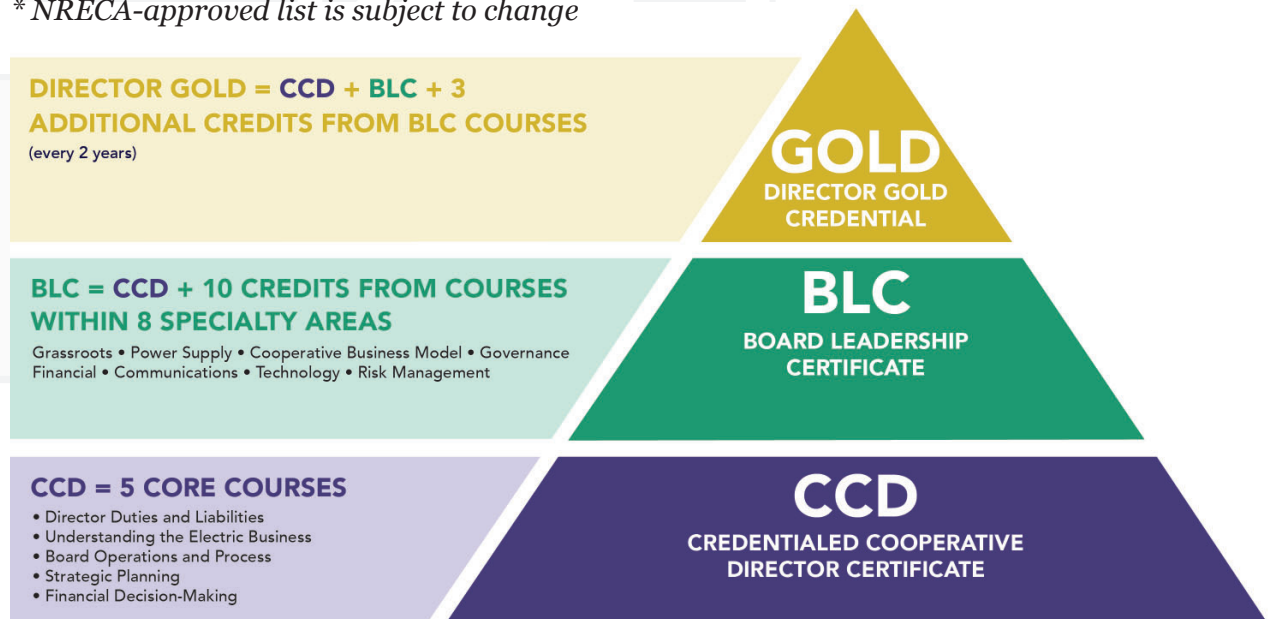 * NRECA-approved list is subject to change
DIRECTOR GOLD = CCD + BLC + 3
ADDITIONAL CREDITS FROM BLC COURSES
(every 2 years)
GOLD
DIRECTOR GOLD
CREDENTIAL
BLC = CCD + 10 CREDITS FROM COURSES
WITHIN 8 SPECIALTY AREAS
Grassroots • Power Supply • Cooperative Business Model • Governance
Financial • Communications • Technology • Risk Management
BLC
BOARD LEADERSHIP
CERTIFICATE
CCD = 5 CORE COURSES
• Director Duties and Liabilities
• Understanding the Electric Business
• Board Operations and Process
• Strategic Planning
• Financial Decision-Making
CCD
CREDENTIALED COOPERATIVE
DIRECTOR CERTIFICATE